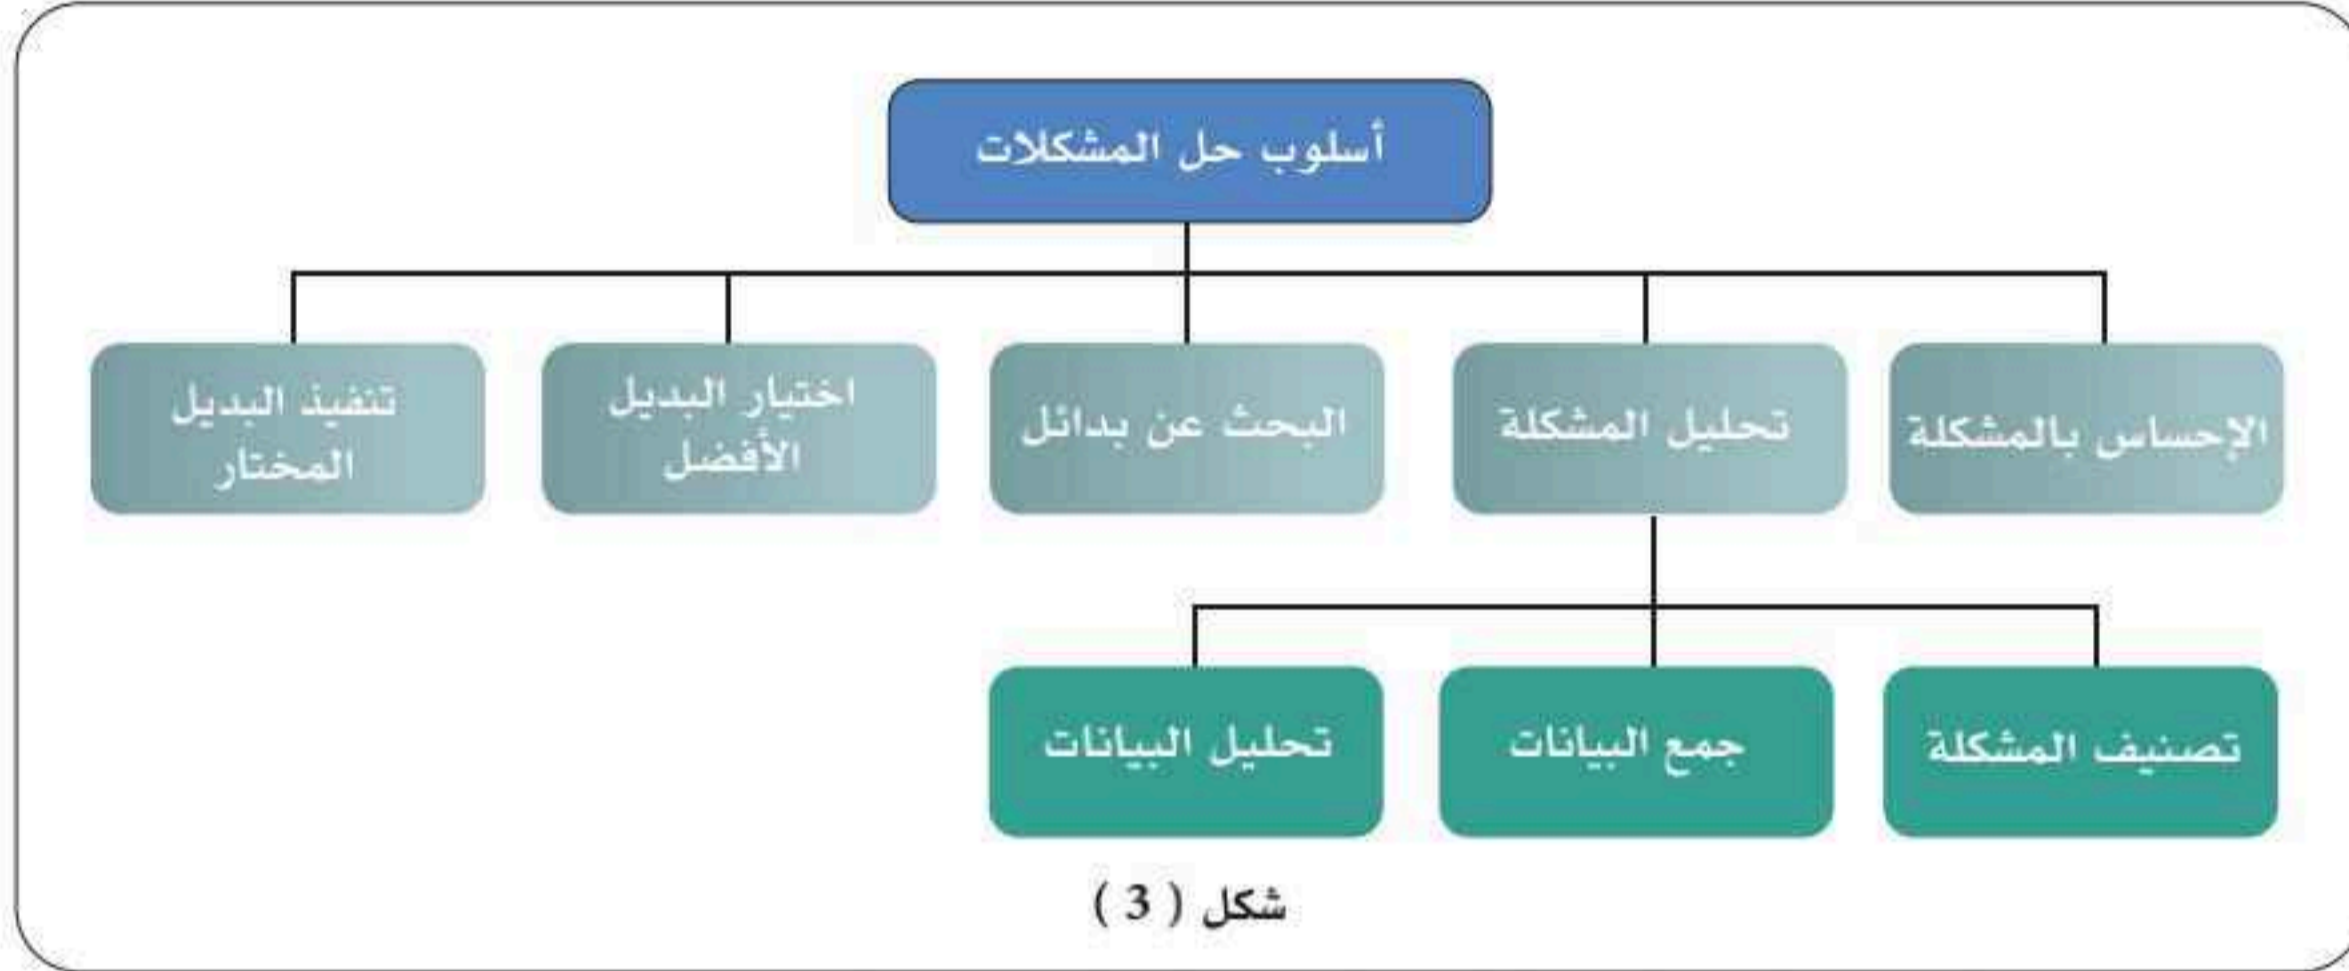 أسلوب حل المشكلات
الإحساس بالمشكلة
تحليل المشكلة
البحث عن بدائل
اختيار البديل
الأفضل
تنفيذ البديل
المختار
تصنيف المشكلة
جمع البيانات
تحليل البيانات
شكل ( 3 )